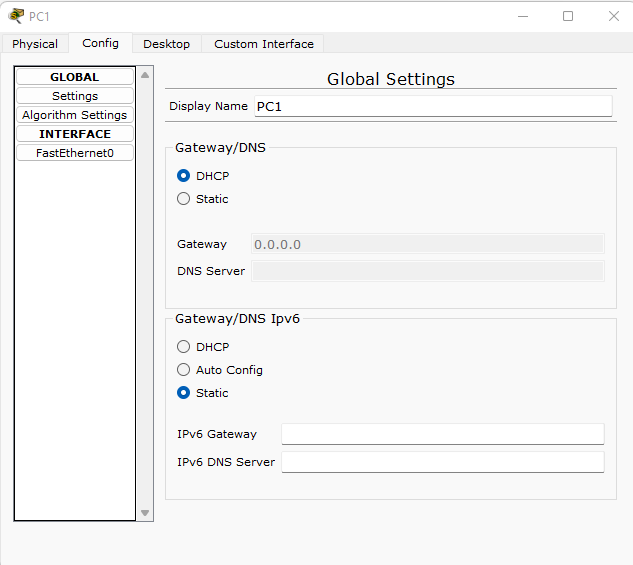 PC1
Physical Config Desktop Custom Interface
GLOBAL
Settings
Algorithm Settings
INTERFACE
FastEthernet0
Global Settings
Display Name PC1
Gateway/DNS
DHCP
Static
Gateway 0.0.0.0
DNS Server
Gateway/DNS Ipv6
DHCP
Auto Config
Static
IPv6 Gateway
IPv6 DNS Server